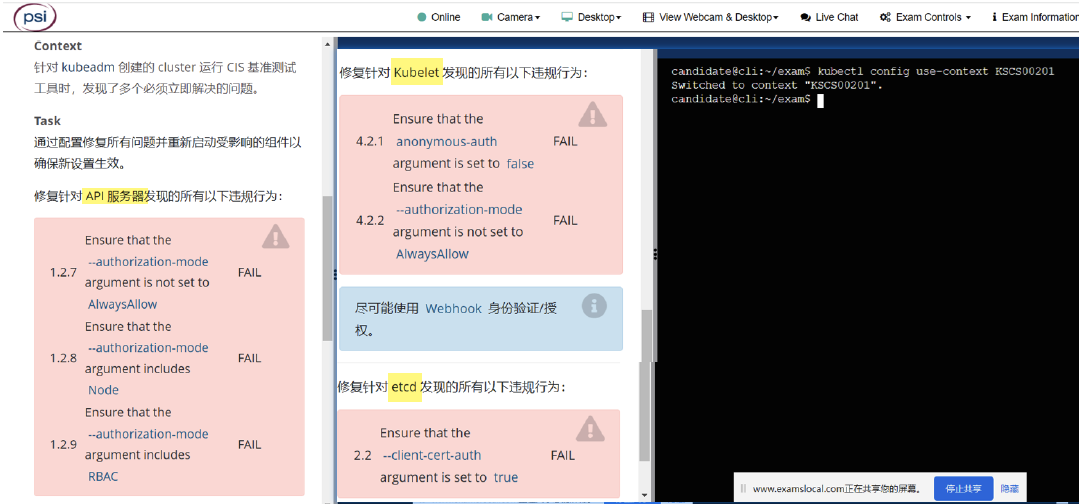 psi
Online
Camera
Desktop
View Webcam & Desktop
Live Chat
Exam Controls
Exam Information
Context
针对 kubeadm 创建的 cluster 运行 CIS 基准测试
工具时，发现了多个必须立即解决的问题。
Task
通过配置修复所有问题并重新启动受影响的组件以
确保新设置生效。
修复针对 API 服务器发现的所有以下违规行为：
1.2.7 Ensure that the
--authorization-mode
argument is not set to
AlwaysAllow
FAIL
1.2.8 Ensure that the
--authorization-mode
argument includes
Node
FAIL
1.2.9 Ensure that the
--authorization-mode
argument includes
RBAC
FAIL
修复针对 Kubelet 发现的所有以下违规行为：
4.2.1 Ensure that the
anonymous-auth
argument is set to false
FAIL
4.2.2 Ensure that the
--authorization-mode
argument is not set to
AlwaysAllow
FAIL
尽可能使用 Webhook 身份验证/授
权。
修复针对 etcd 发现的所有以下违规行为：
2.2 Ensure that the
--client-cert-auth
argument is set to true
FAIL
candidate@cli:~/exam$ kubectl config use-context KSCS00201
Switched to context "KSCS00201".
candidate@cli:~/exam$
www.examslocal.com正在共享您的屏幕。
停止共享
隐藏